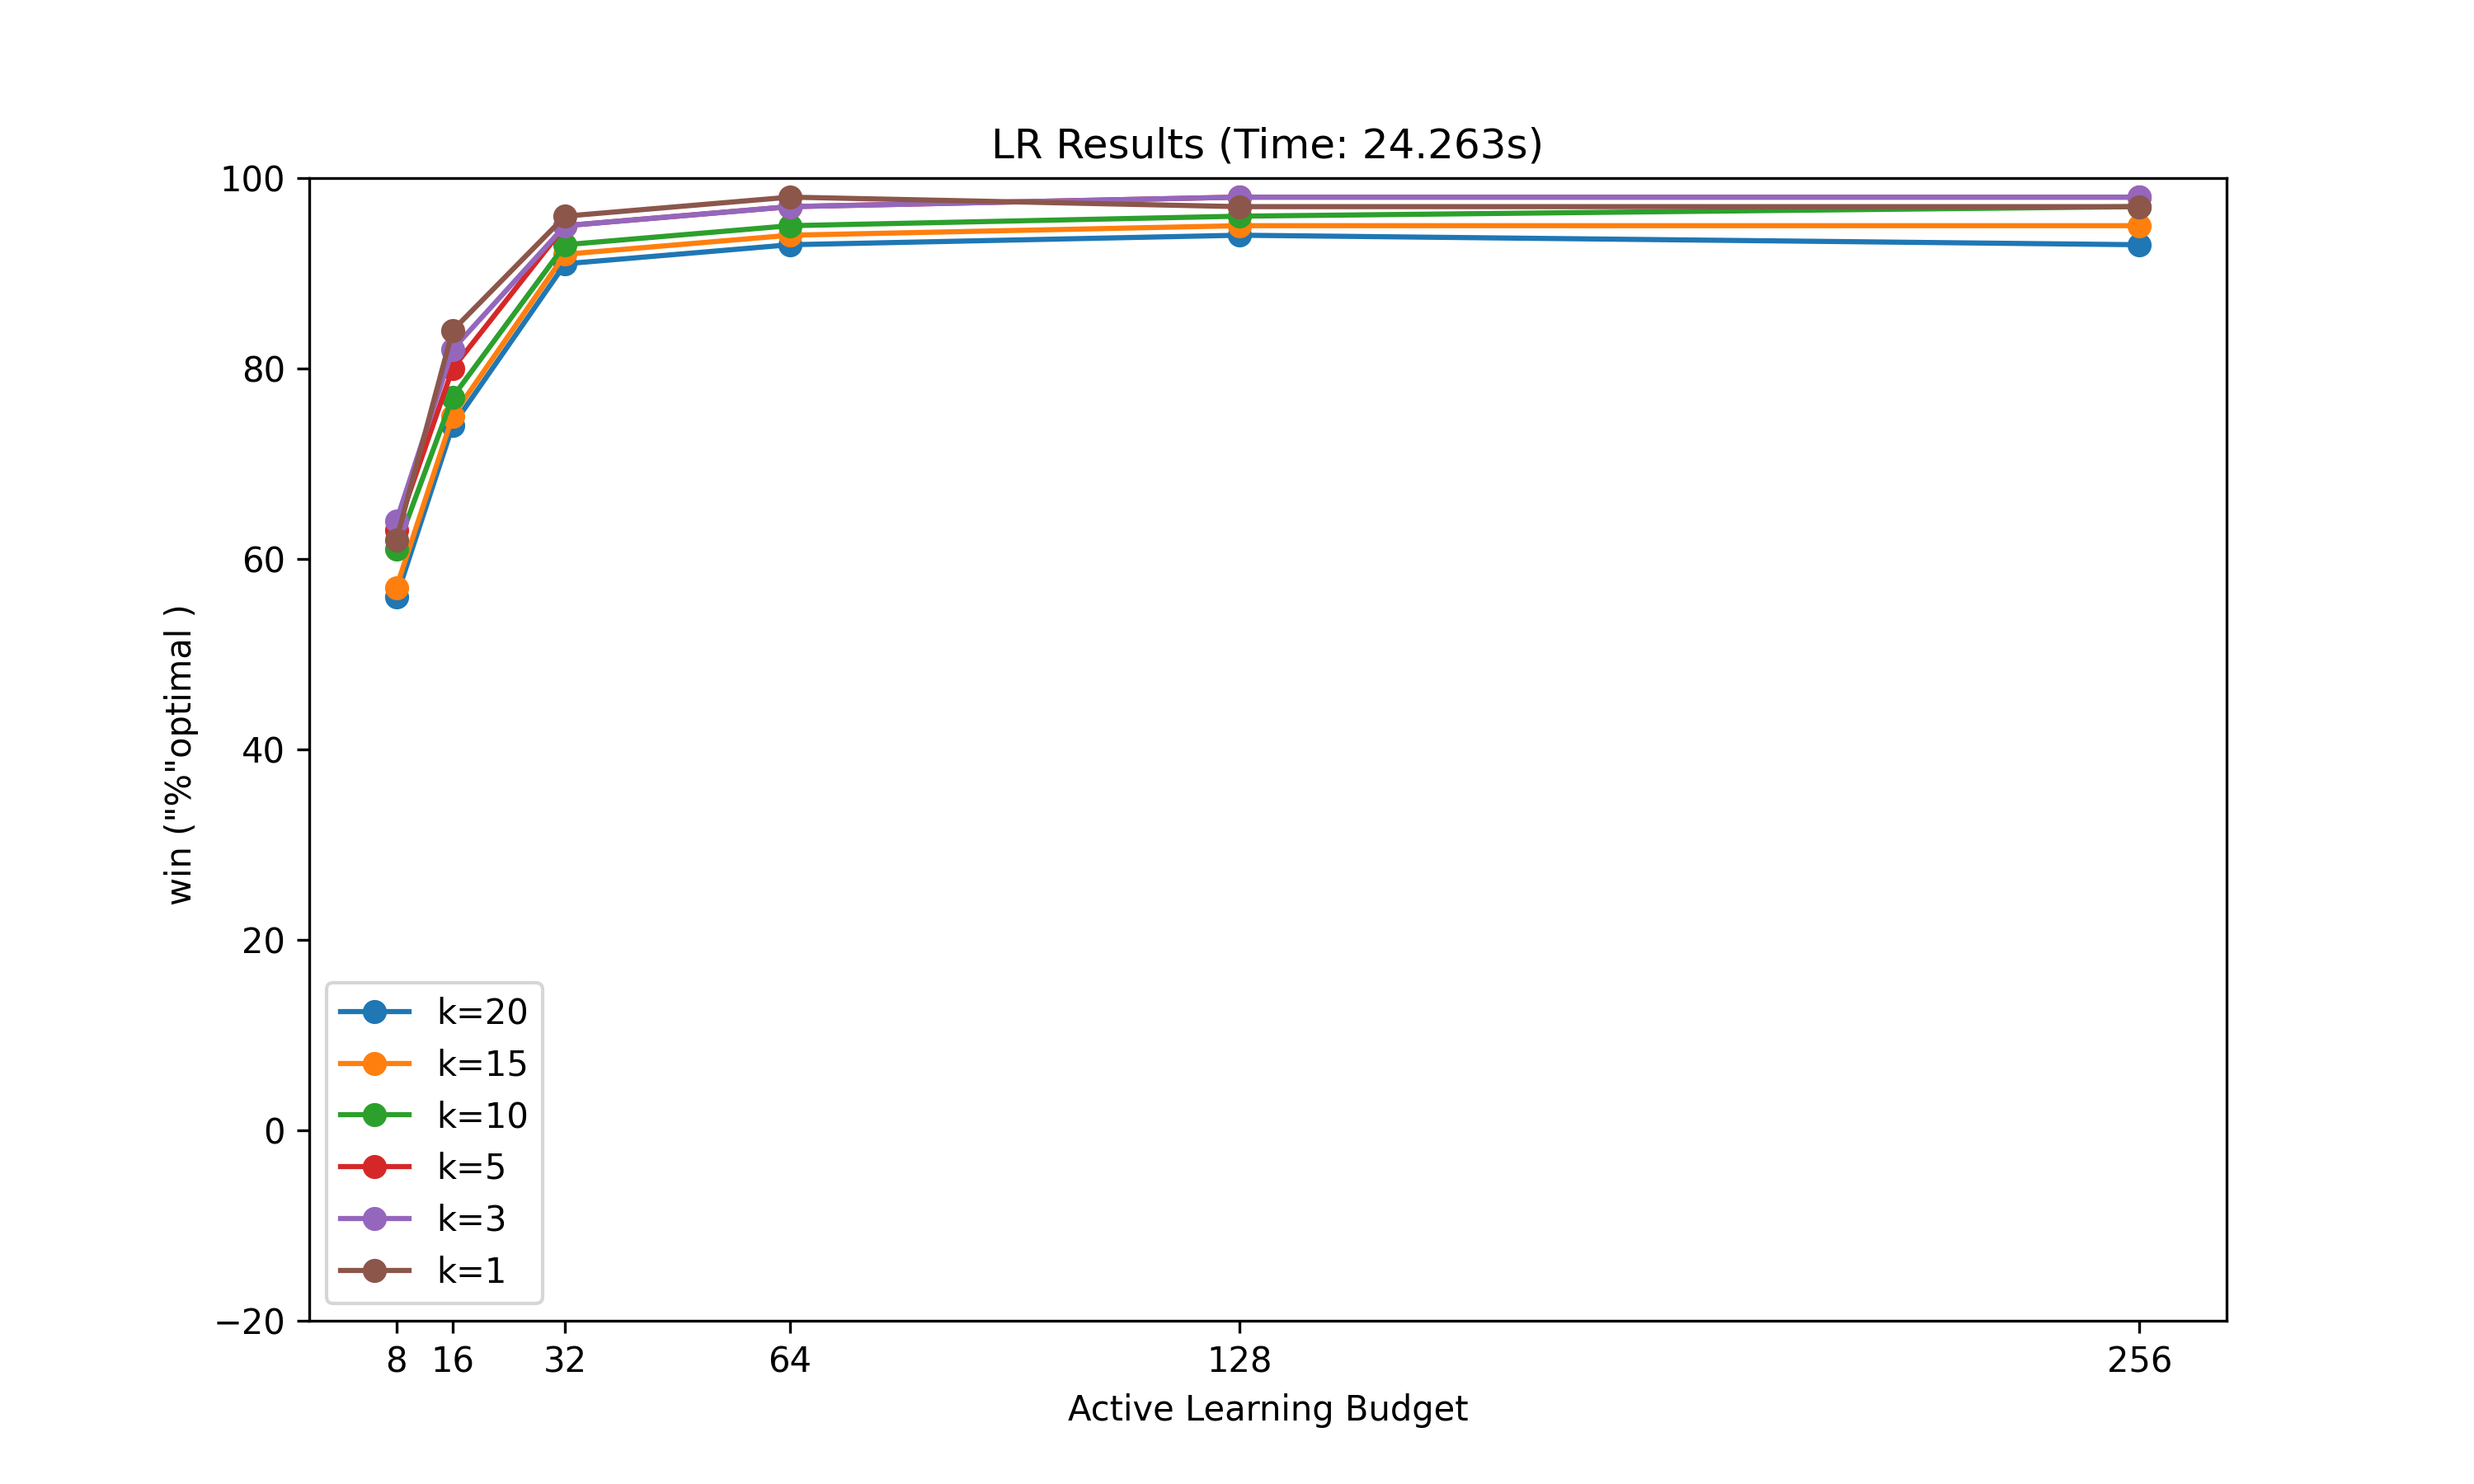 LR Results (Time: 24.263s)
100
80
60
40
20
0
−20
win ("%"optimal )
k=20
k=15
k=10
k=5
k=3
k=1
8 16 32 64 128 256
Active Learning Budget